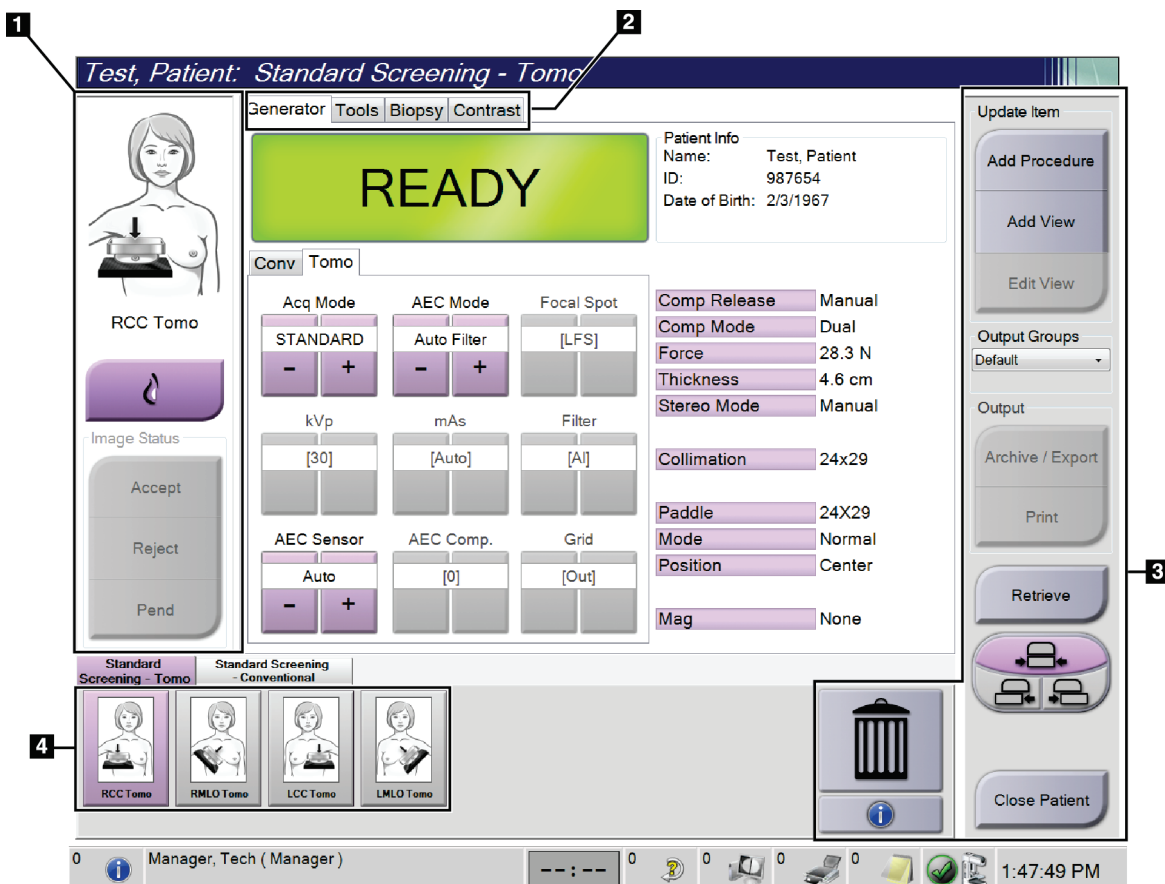 1
2
Test, Patient: Standard Screening - Tomo
Generator Tools Biopsy Contrast
READY
Patient Info
Name: Test, Patient
ID: 987654
Date of Birth: 2/3/1967
RCC Tomo
Image Status
Accept
Reject
Pend
Conv Tomo
Acq Mode AEC Mode Focal Spot
STANDARD Auto Filter [LFS]
- + - +
kVp mAs Filter
[30] [Auto] [Al]
AEC Sensor AEC Comp. Grid
Auto [0] [Out]
- +
Comp Release Manual
Comp Mode Dual
Force 28.3 N
Thickness 4.6 cm
Stereo Mode Manual
Collimation 24x29
Paddle 24X29
Mode Normal
Position Center
Mag None
Update Item
Add Procedure
Add View
Edit View
Output Groups
Default
Output
Archive / Export
Print
3
Retrieve
Close Patient
Standard
Screening - Tomo
Standard Screening
- Conventional
4
RCC Tomo RMLO Tomo LCC Tomo LMLO Tomo
i
0 i Manager, Tech ( Manager ) --:-- 0 ? 0 0 0 1:47:49 PM